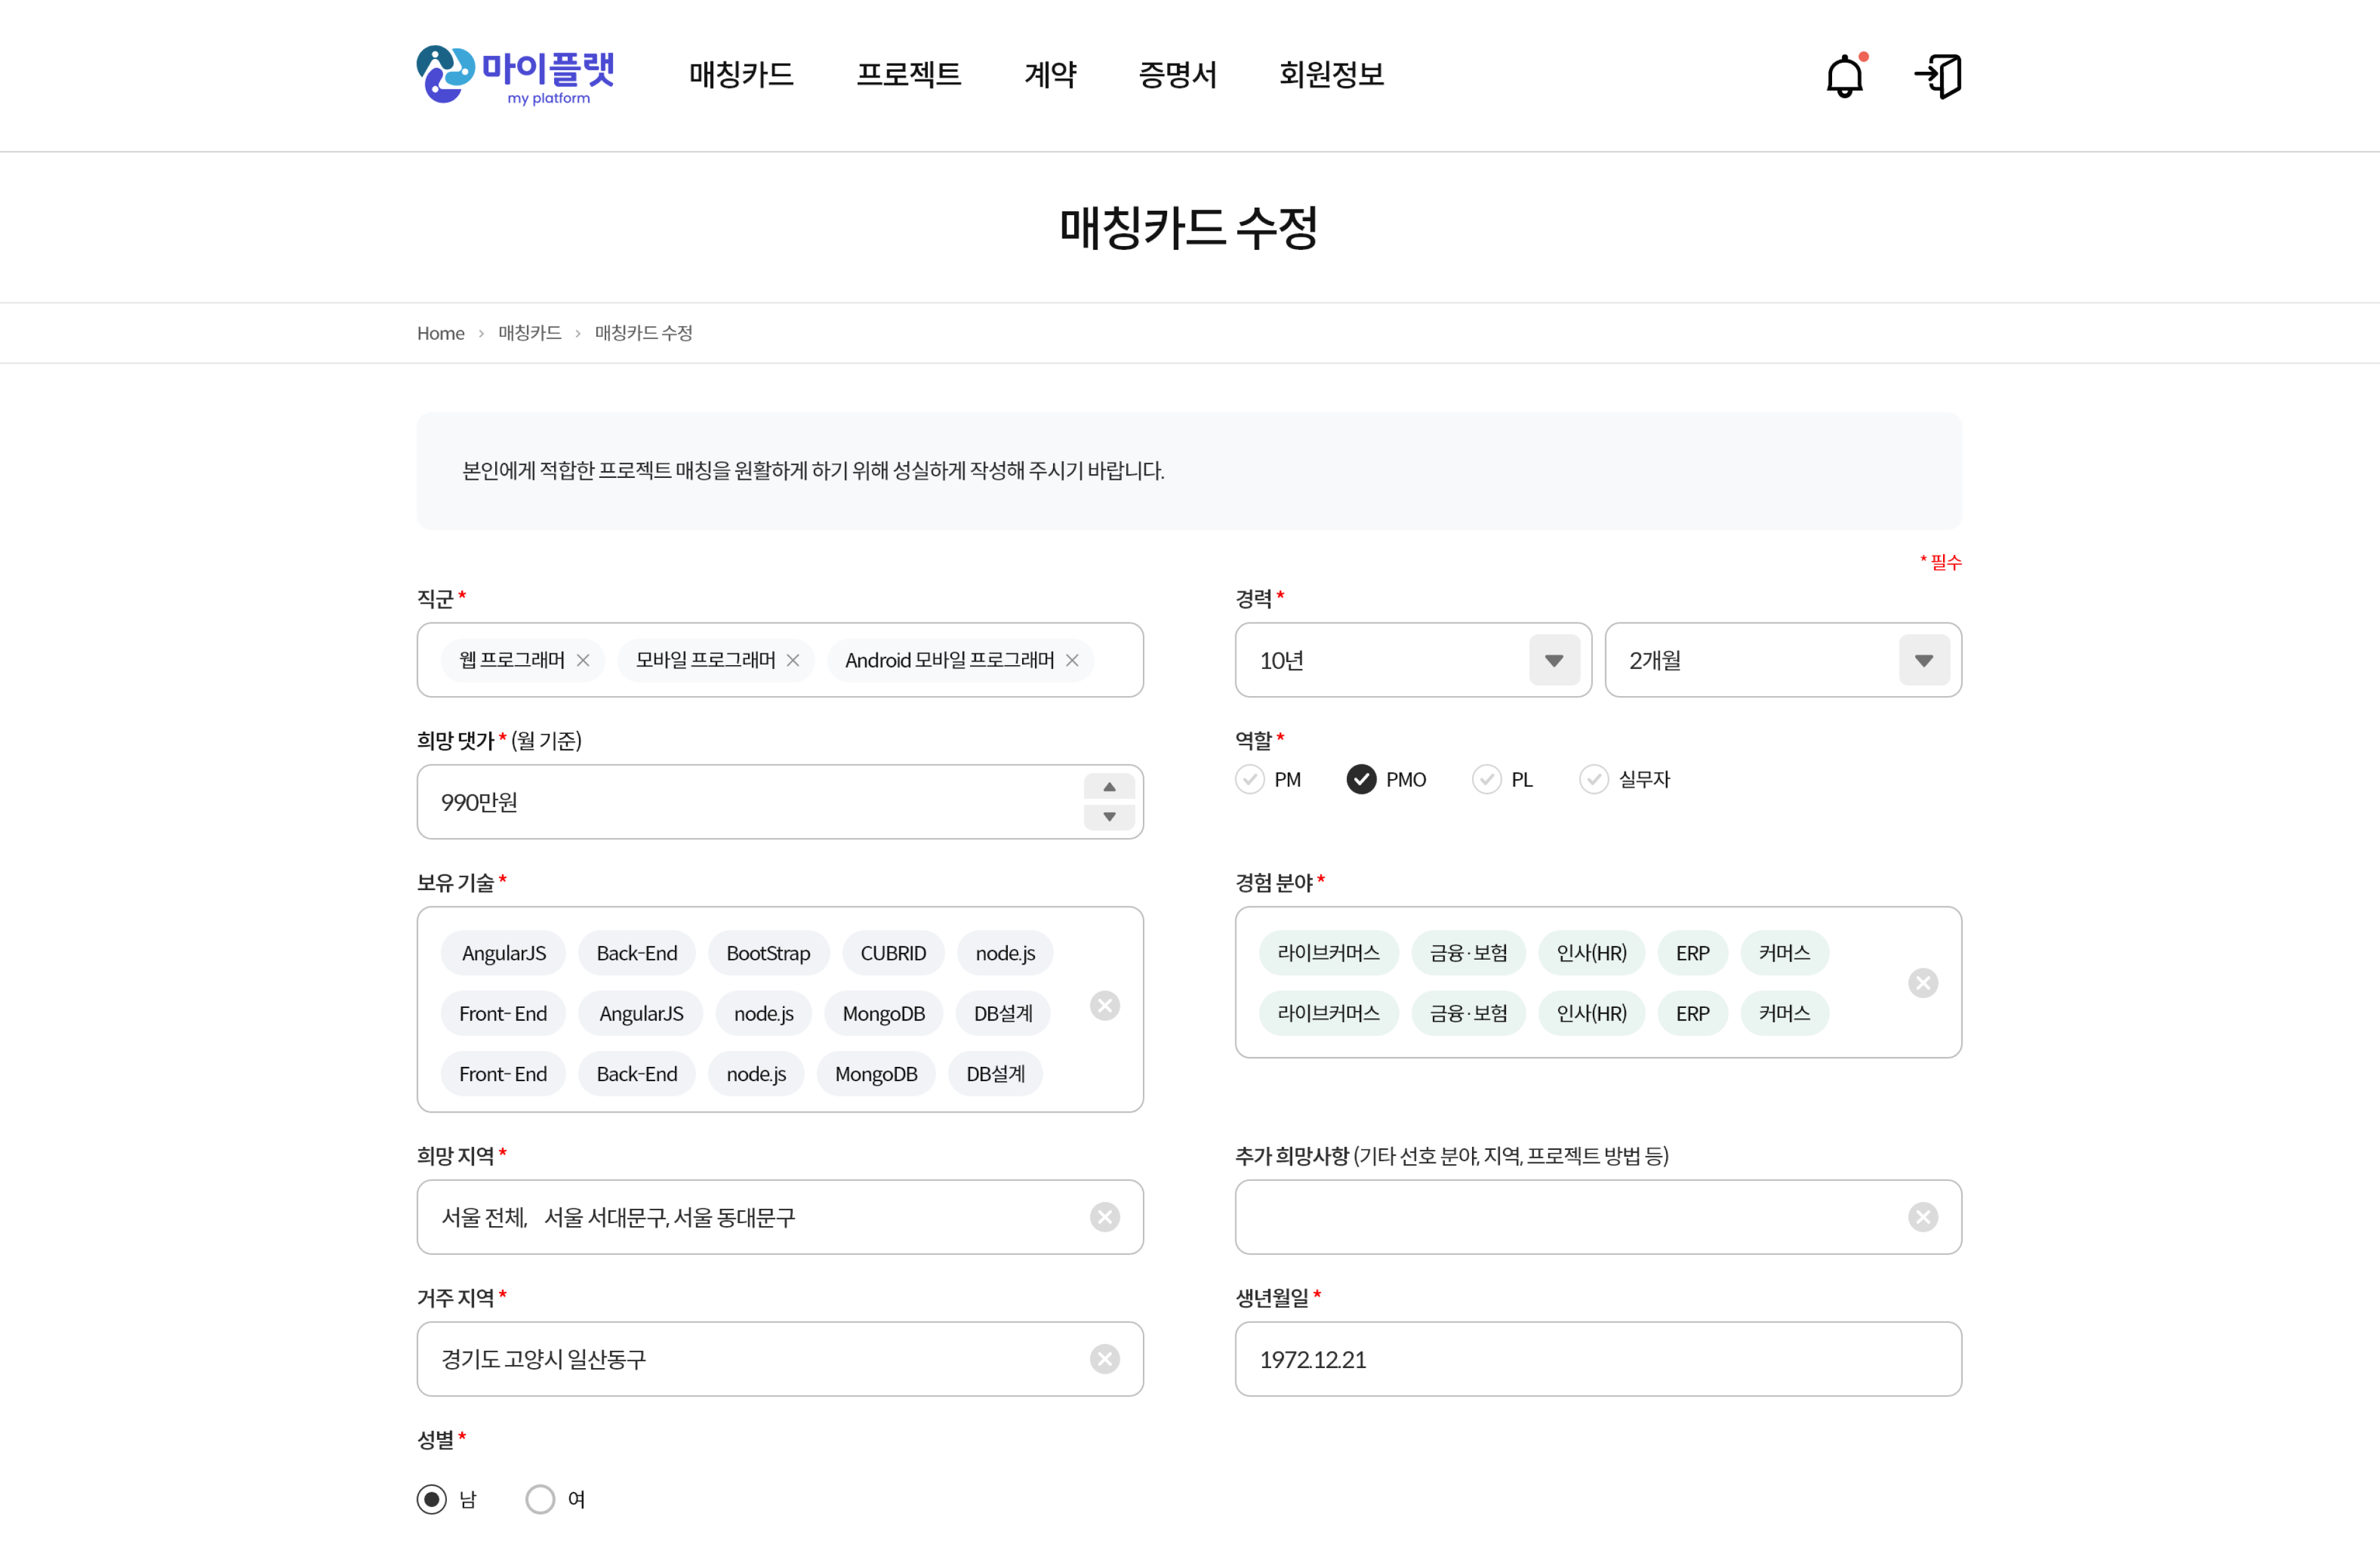 마이플랫
my platform
매칭카드 프로젝트 계약 증명서 회원정보
매칭카드 수정
Home > 매칭카드 > 매칭카드 수정
본인에게 적합한 프로젝트 매칭을 원활하게 하기 위해 성실하게 작성해 주시기 바랍니다.
* 필수
직군 *
웹 프로그래머 모바일 프로그래머 Android 모바일 프로그래머
경력 *
10년 2개월
희망 댓가 * (월 기준)
990만원
역할 *
PM PMO PL 실무자
보유 기술 *
AngularJS Back-End BootStrap CUBRID node.js
Front- End AngularJS node.js MongoDB DB설계
Front- End Back-End node.js MongoDB DB설계
경험 분야 *
라이브커머스 금융·보험 인사(HR) ERP 커머스
라이브커머스 금융·보험 인사(HR) ERP 커머스
희망 지역 *
서울 전체, 서울 서대문구, 서울 동대문구
추가 희망사항 (기타 선호 분야, 지역, 프로젝트 방법 등)
거주 지역 *
경기도 고양시 일산동구
생년월일 *
1972.12.21
성별 *
남 여